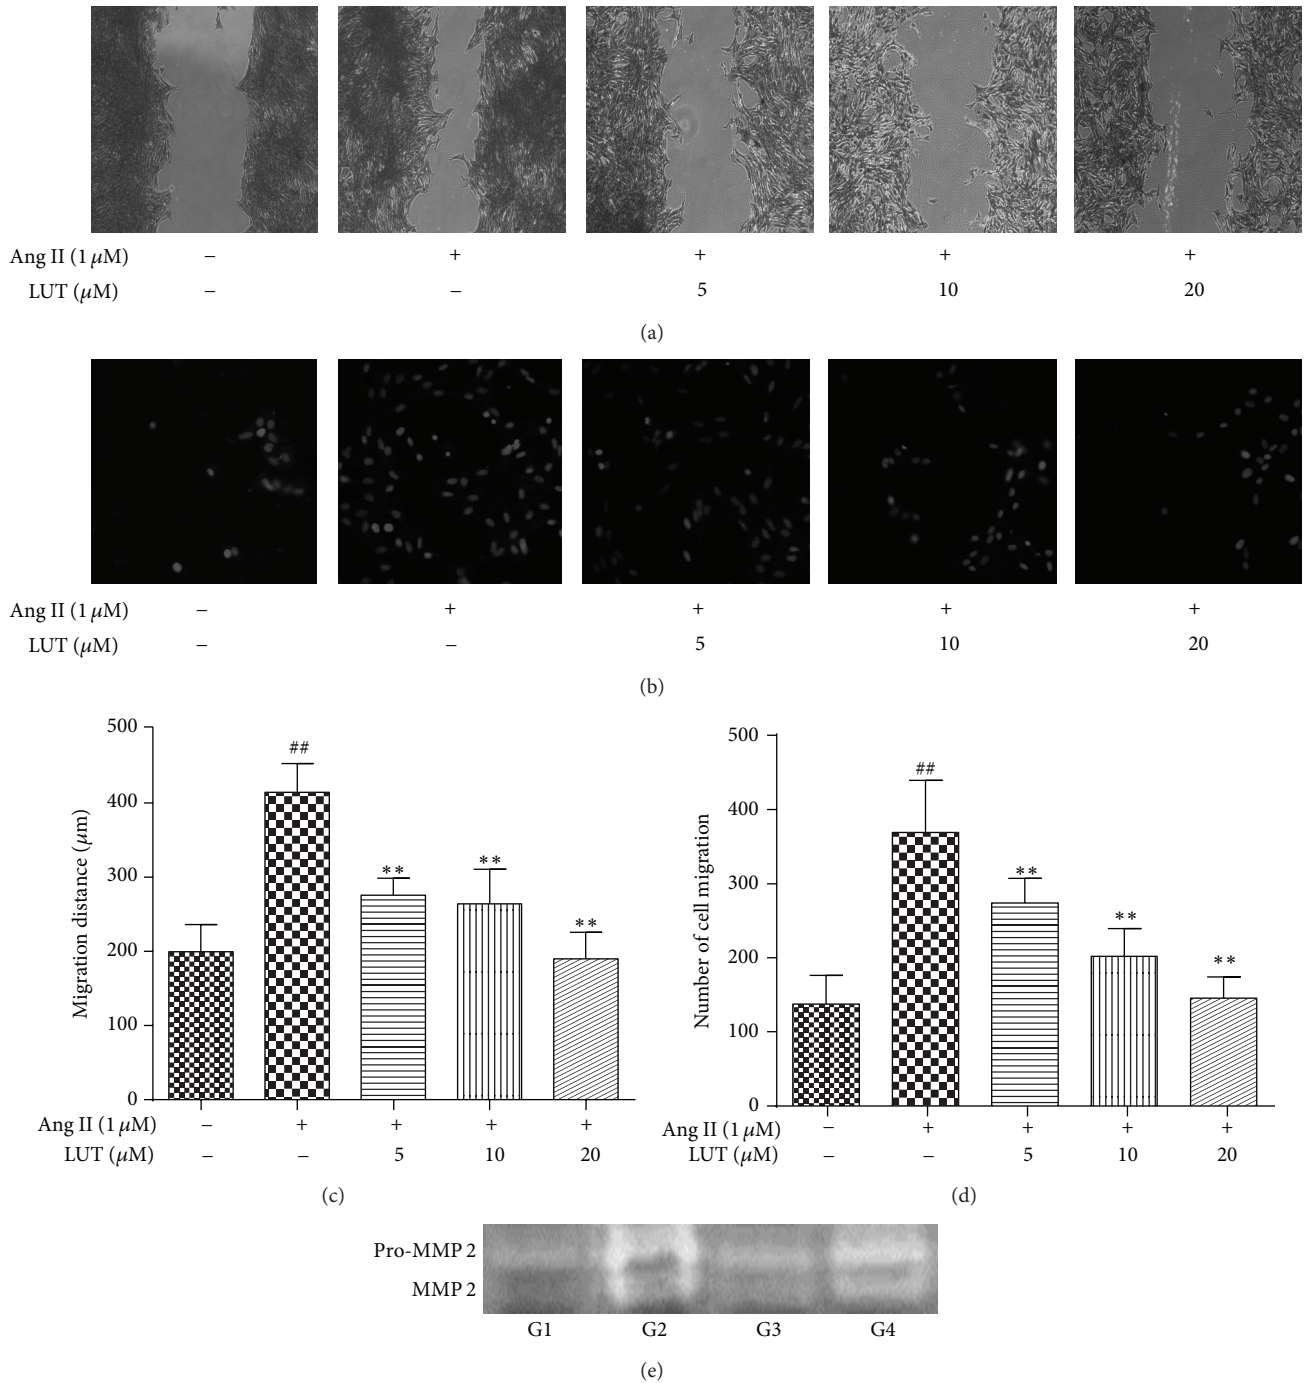 Ang II (1 μM) − + + + +
LUT (μM) − − 5 10 20
(a)
Ang II (1 μM) − + + + +
LUT (μM) − − 5 10 20
(b)
500
400
300
200
100
0
Migration distance (μm)
##
**
**
**
Ang II (1 μM) − + + + +
LUT (μM) − − 5 10 20
(c)
500
400
300
200
100
0
Number of cell migration
##
**
**
**
Ang II (1 μM) − + + + +
LUT (μM) − − 5 10 20
(d)
Pro-MMP 2
MMP 2
G1 G2 G3 G4
(e)